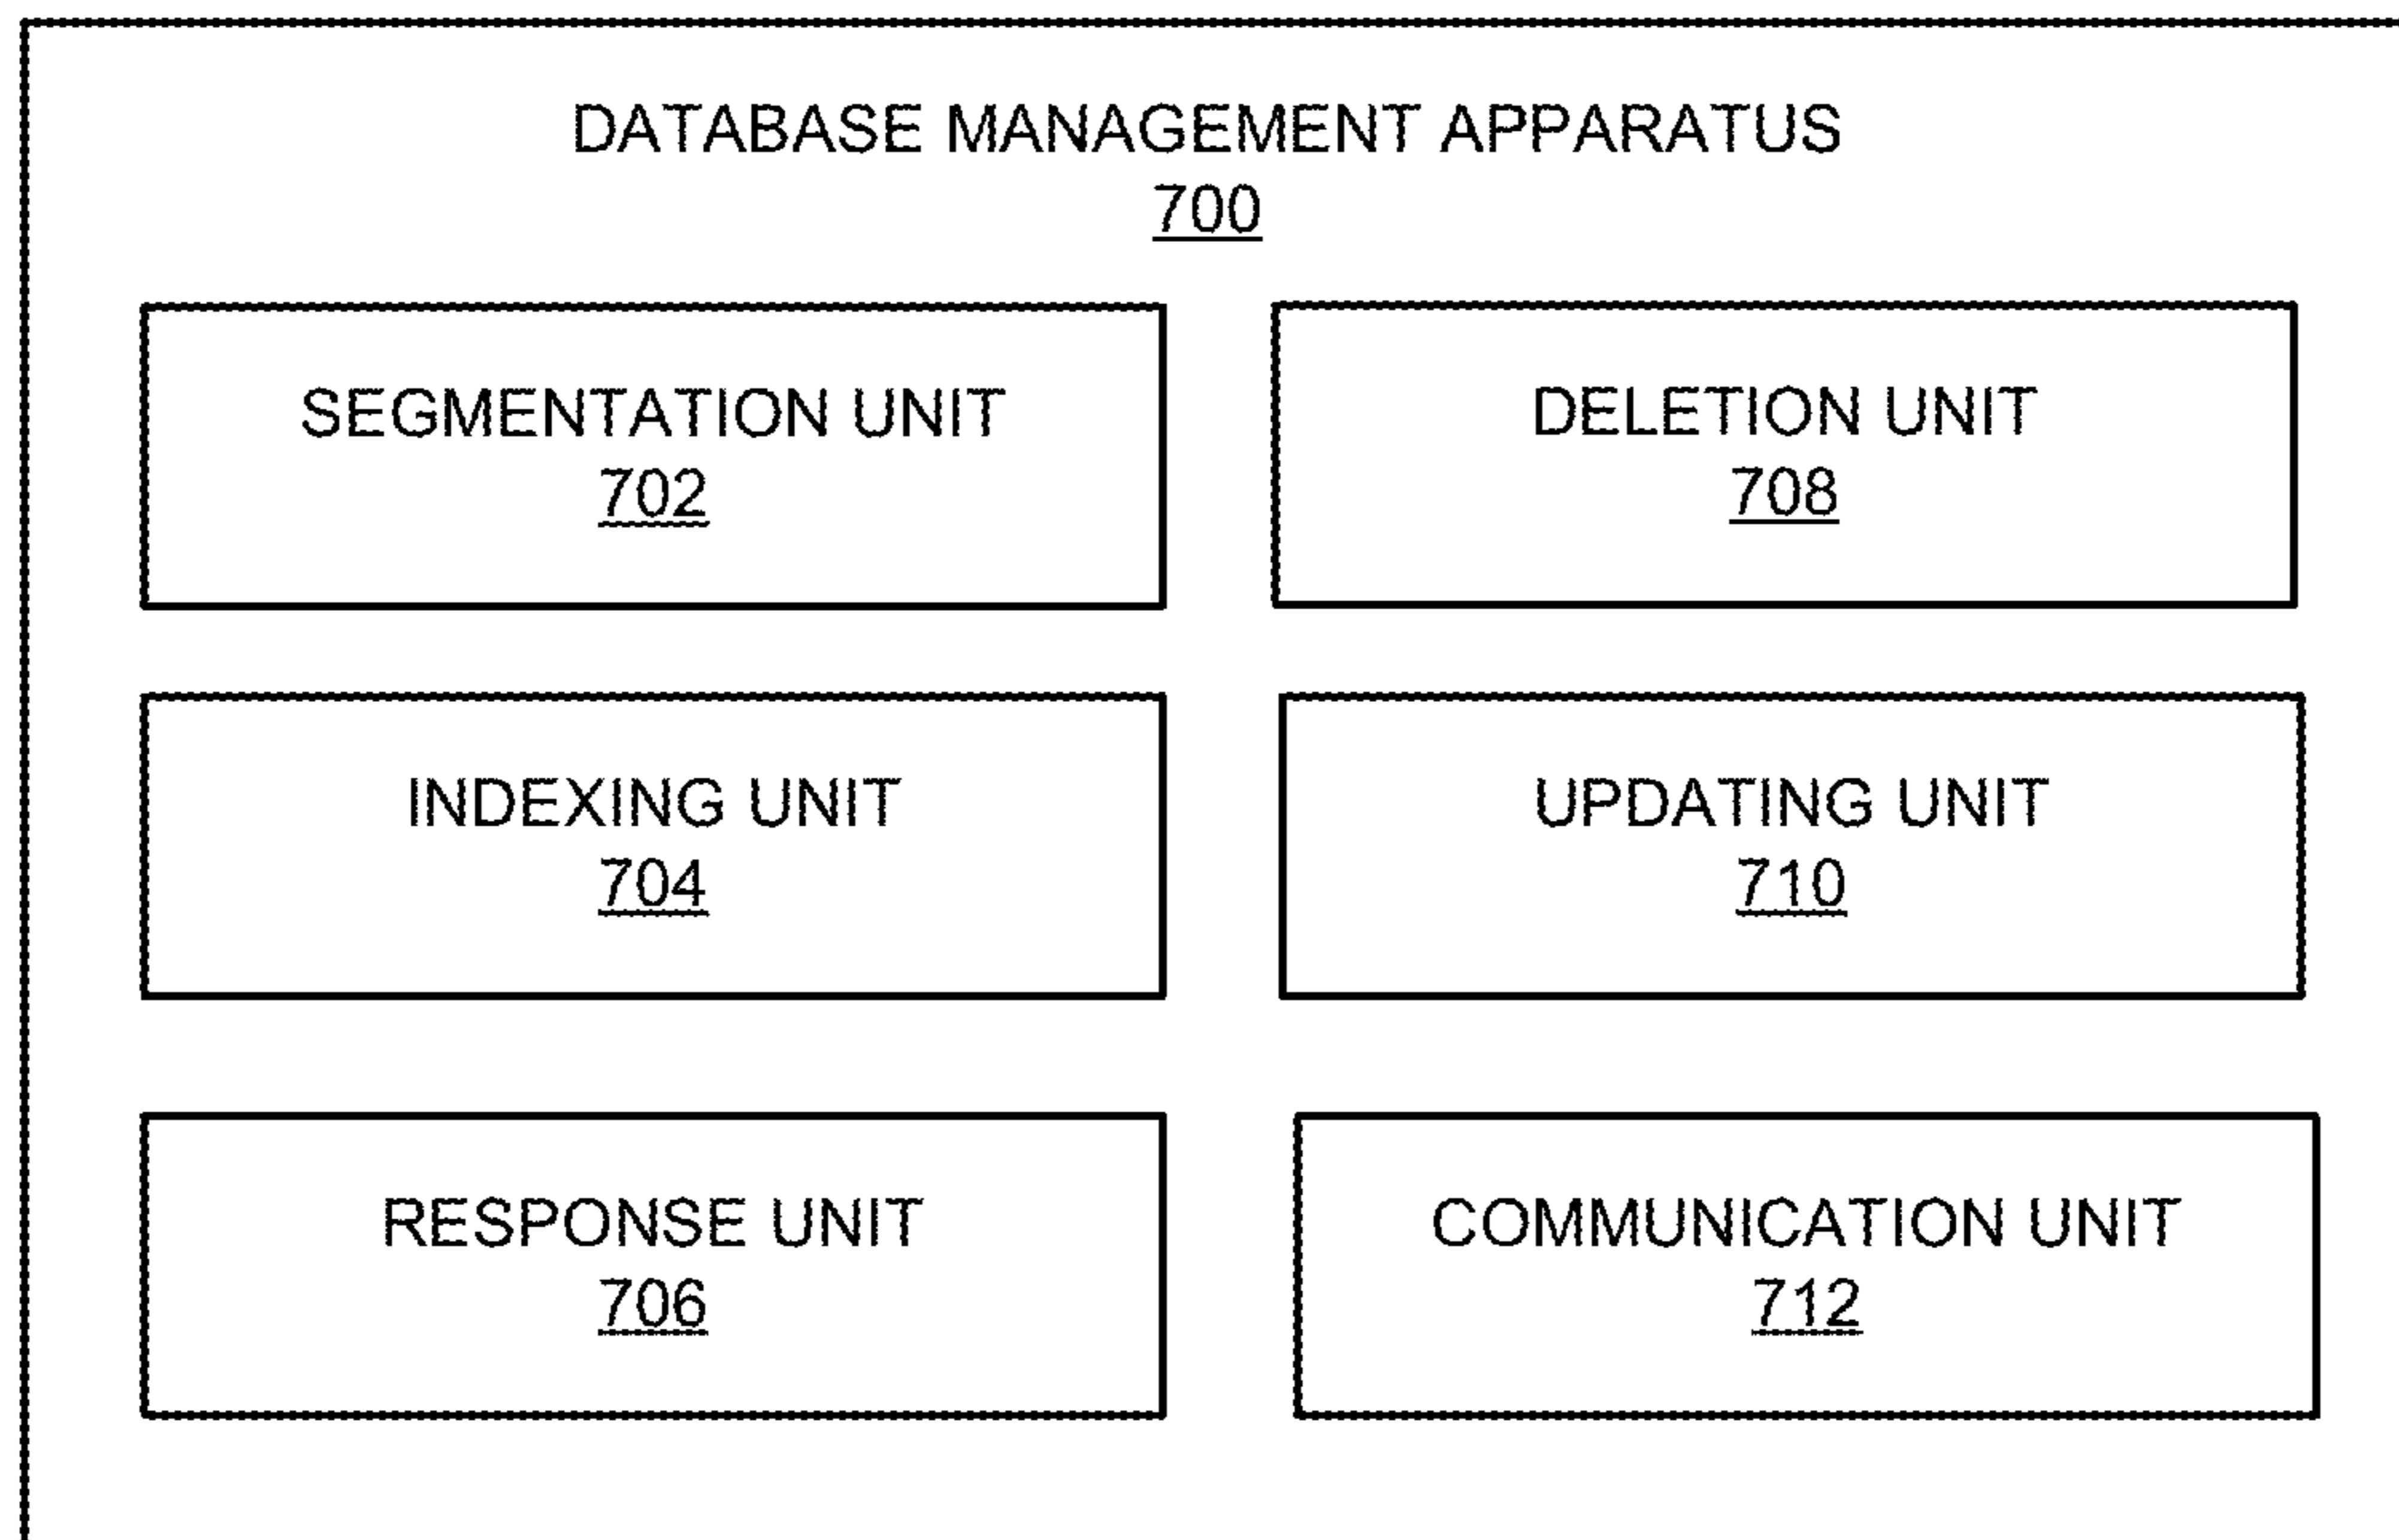 DATABASE MANAGEMENT APPARATUS
700
SEGMENTATION UNIT
702
DELETION UNIT
708
INDEXING UNIT
704
UPDATING UNIT
710
RESPONSE UNIT
706
COMMUNICATION UNIT
712